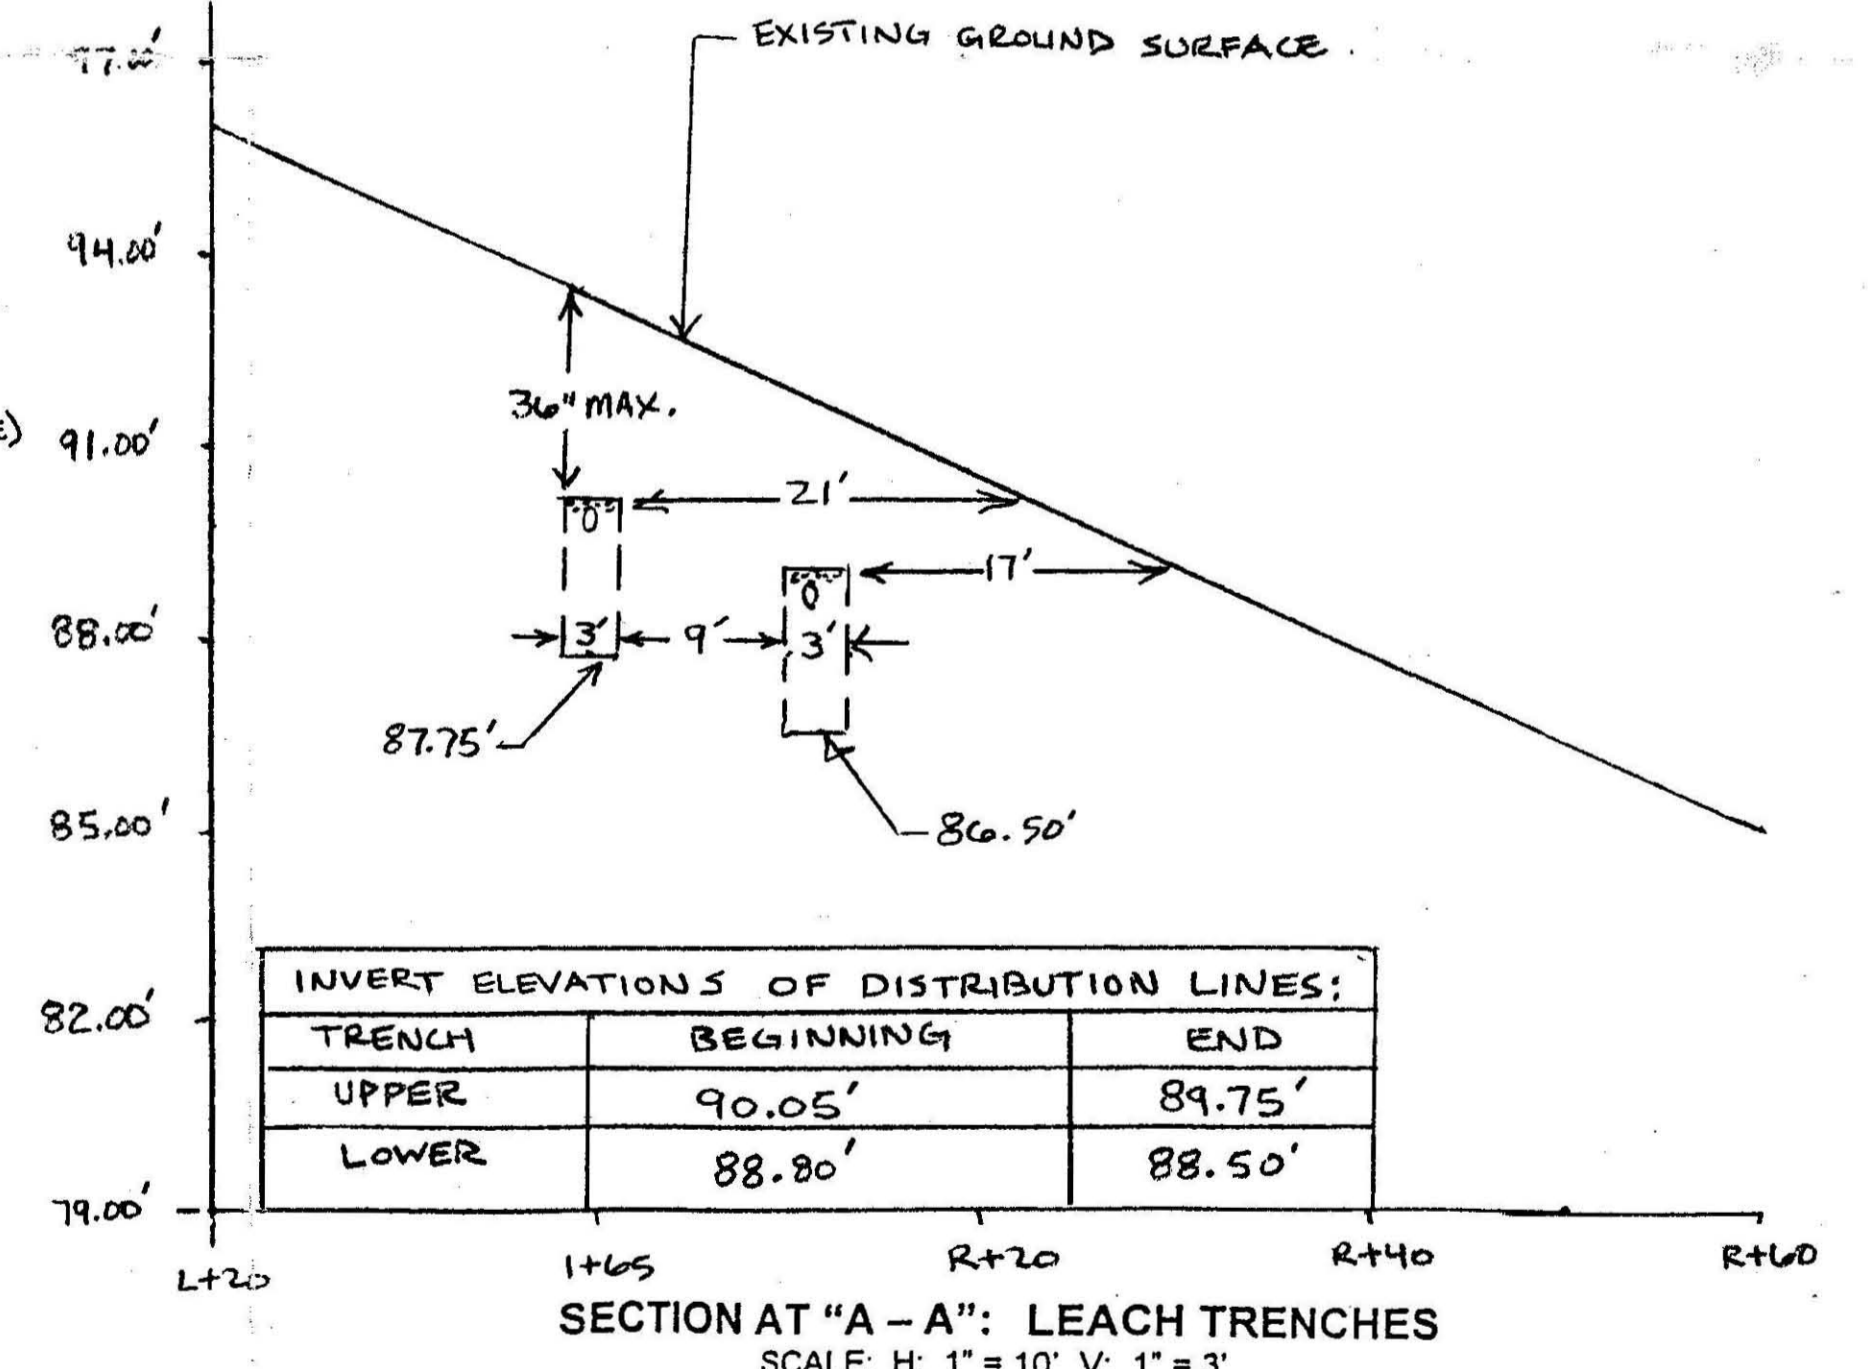 EXISTING GROUND SURFACE
94.00'
36" MAX.
E) 91.00'
21'
17'
88.00'
3' 9' 3'
87.75'
85.00'
86.50'
INVERT ELEVATIONS OF DISTRIBUTION LINES:
82.00'
TRENCH BEGINNING END
UPPER 90.05' 89.75'
LOWER 88.80' 88.50'
79.00'
L+20 1+65 R+20 R+40 R+60
SECTION AT “A – A”: LEACH TRENCHES
SCALE: H: 1" = 10' V: 1" = 3'